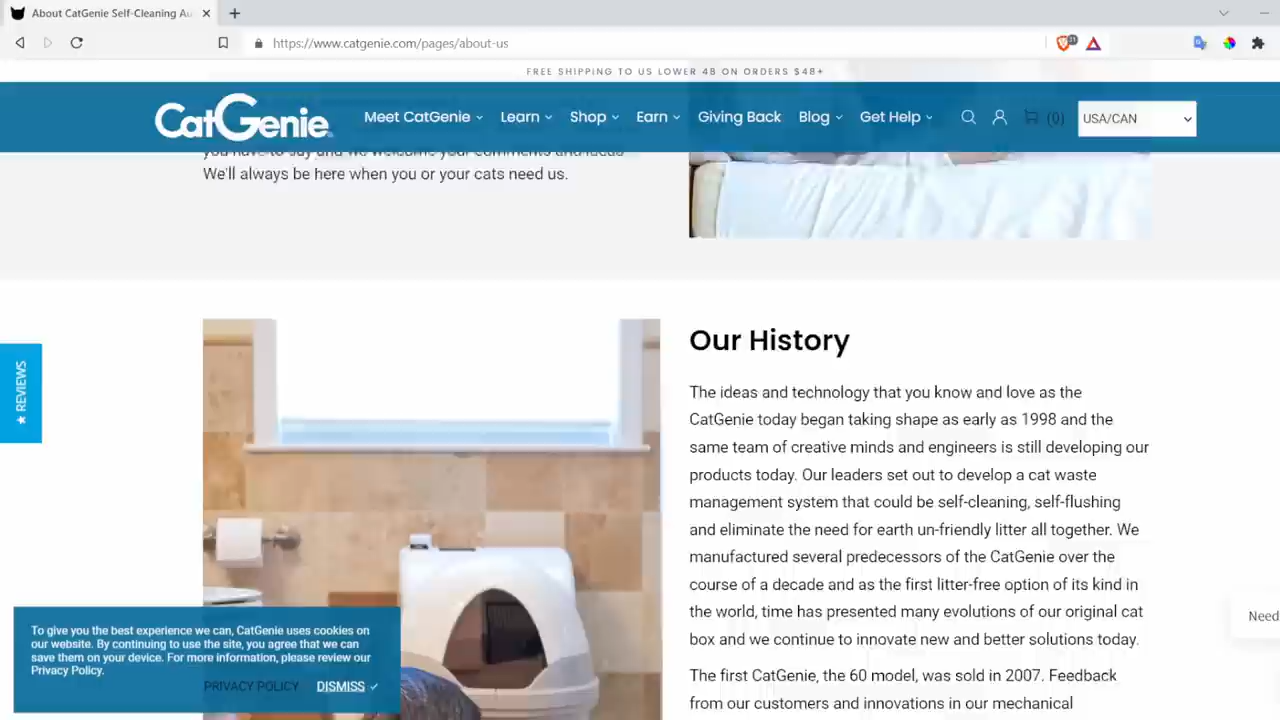 About CatGenie Self-Cleaning Au
https://www.catgenie.com/pages/about-us
FREE SHIPPING TO US LOWER 48 ON ORDERS $48+
CatGenie
Meet CatGenie Learn Shop Earn Giving Back Blog Get Help (0) USA/CAN
you have to say and we welcome your comments and ideas
We'll always be here when you or your cats need us.
REVIEWS
Our History
The ideas and technology that you know and love as the
CatGenie today began taking shape as early as 1998 and the
same team of creative minds and engineers is still developing our
products today. Our leaders set out to develop a cat waste
management system that could be self-cleaning, self-flushing
and eliminate the need for earth un-friendly litter all together. We
manufactured several predecessors of the CatGenie over the
course of a decade and as the first litter-free option of its kind in
the world, time has presented many evolutions of our original cat
box and we continue to innovate new and better solutions today.
The first CatGenie, the 60 model, was sold in 2007. Feedback
from our customers and innovations in our mechanical
Need
To give you the best experience we can, CatGenie uses cookies on
our website. By continuing to use the site, you agree that we can
save them on your device. For more information, please review our
Privacy Policy.
PRIVACY POLICY DISMISS